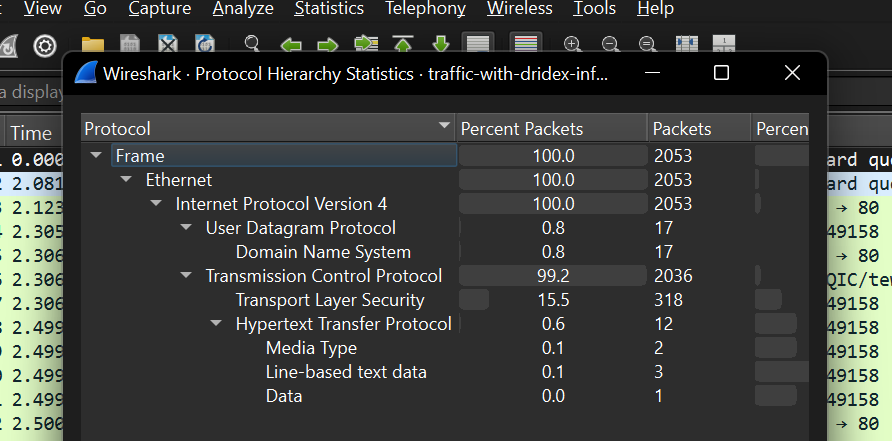 View Go Capture Analyze Statistics Telephony Wireless Tools Help
Wireshark · Protocol Hierarchy Statistics · traffic-with-dridex-inf...
a display
Time
Protocol Percent Packets Packets Percen
0.000 Frame 100.0 2053 ard que
2.081 Ethernet 100.0 2053 ard que
2.123 Internet Protocol Version 4 100.0 2053 → 80
2.305 User Datagram Protocol 0.8 17 49158
2.306 Domain Name System 0.8 17 → 80
2.306 Transmission Control Protocol 99.2 2036 QIC/tew
2.306 Transport Layer Security 15.5 318 49158
2.499 Hypertext Transfer Protocol 0.6 12 49158
2.499 Media Type 0.1 2 49158
2.499 Line-based text data 0.1 3 49158
2.499 Data 0.0 1 49158
2.500 → 80